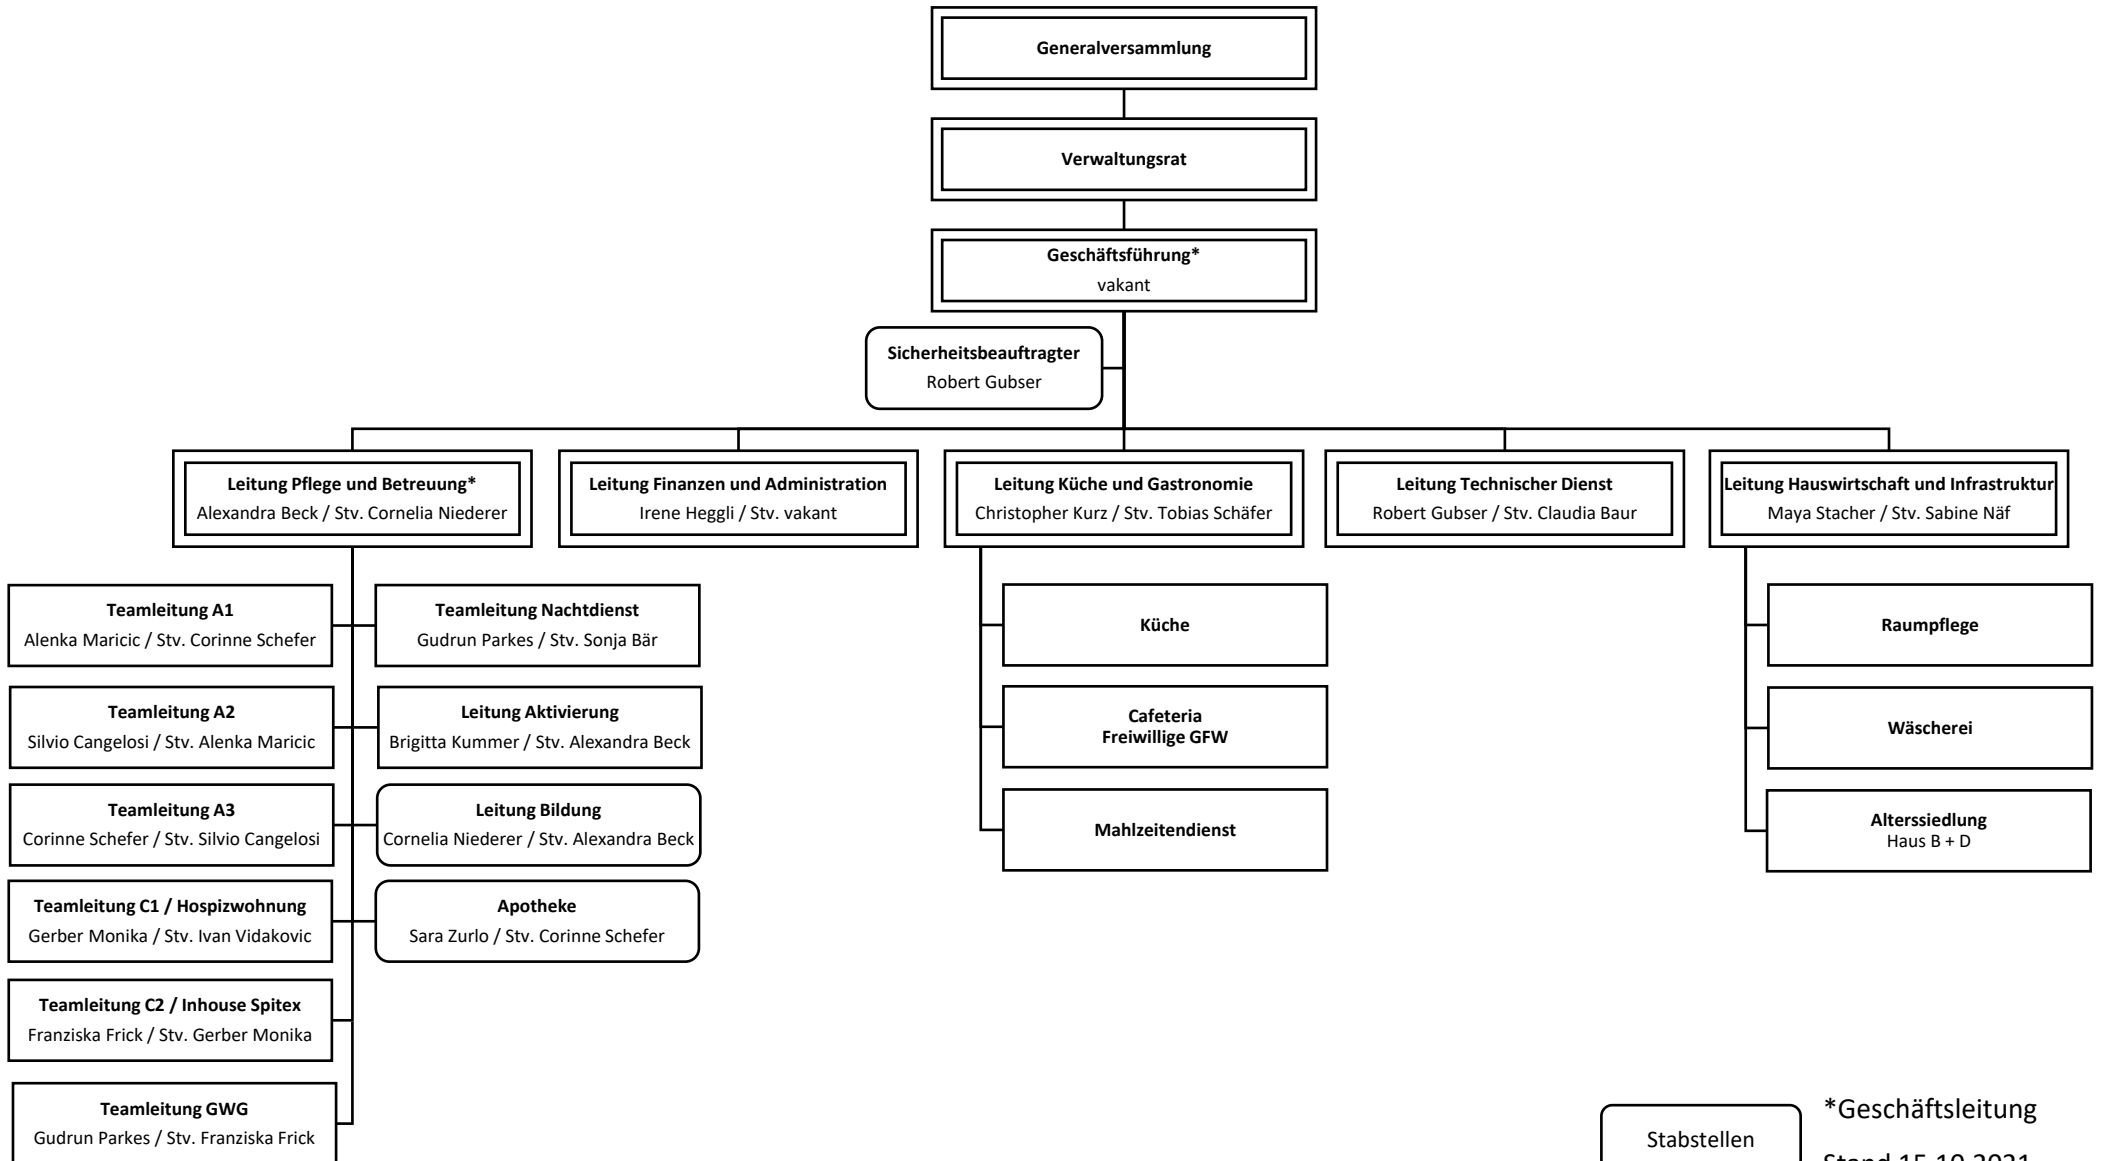 Generalversammlung
Verwaltungsrat
Geschäftsführung*
vakant
Sicherheitsbeauftragter
Robert Gubser
Leitung Pflege und Betreuung*
Alexandra Beck / Stv. Cornelia Niederer
Leitung Finanzen und Administration
Irene Heggli / Stv. vakant
Leitung Küche und Gastronomie
Christopher Kurz / Stv. Tobias Schäfer
Leitung Technischer Dienst
Robert Gubser / Stv. Claudia Baur
Leitung Hauswirtschaft und Infrastruktur
Maya Stacher / Stv. Sabine Näf
Teamleitung A1
Alenka Maricic / Stv. Corinne Schefer
Teamleitung Nachtdienst
Gudrun Parkes / Stv. Sonja Bär
Teamleitung A2
Silvio Cangelosi / Stv. Alenka Maricic
Leitung Aktivierung
Brigitta Kummer / Stv. Alexandra Beck
Teamleitung A3
Corinne Schefer / Stv. Silvio Cangelosi
Leitung Bildung
Cornelia Niederer / Stv. Alexandra Beck
Teamleitung C1 / Hospizwohnung
Gerber Monika / Stv. Ivan Vidakovic
Apotheke
Sara Zurlo / Stv. Corinne Schefer
Teamleitung C2 / Inhouse Spitex
Franziska Frick / Stv. Gerber Monika
Teamleitung GWG
Gudrun Parkes / Stv. Franziska Frick
Küche
Cafeteria
Freiwillige GFW
Mahlzeitendienst
Raumpflege
Wäscherei
Alterssiedlung
Haus B + D
Stabstellen
*Geschäftsleitung
Stand 15.10.2021